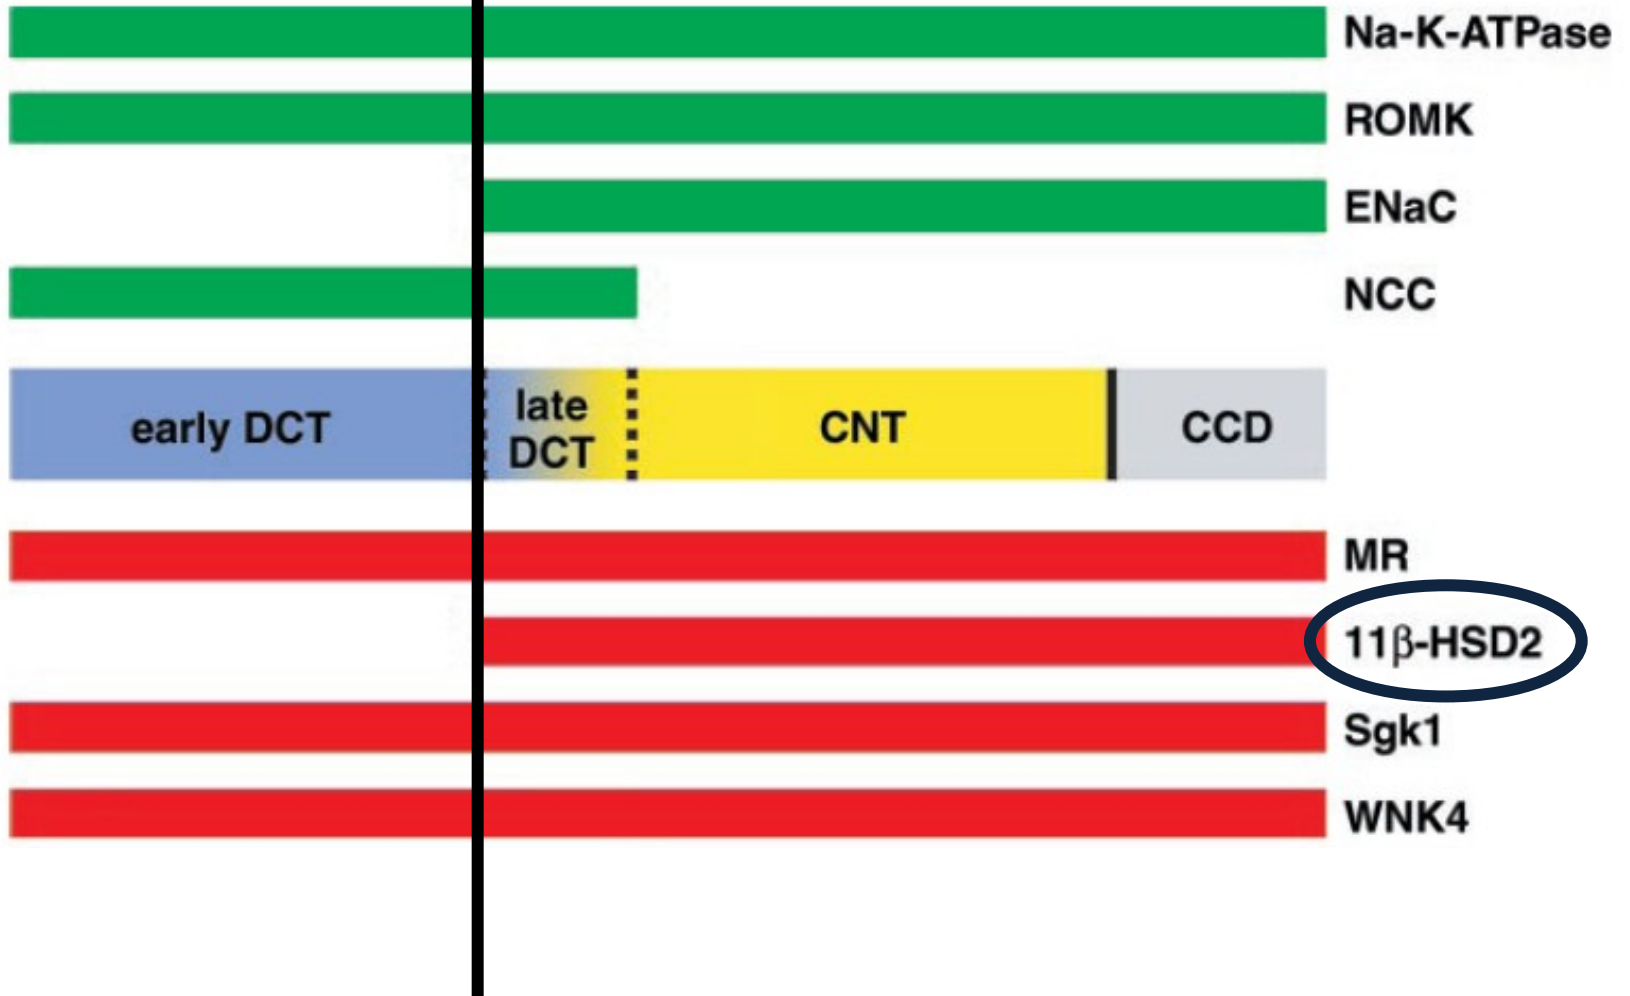 Na-K-ATPase
ROMK
ENaC
NCC
early DCT
late
DCT
CNT
CCD
MR
11β-HSD2
Sgk1
WNK4